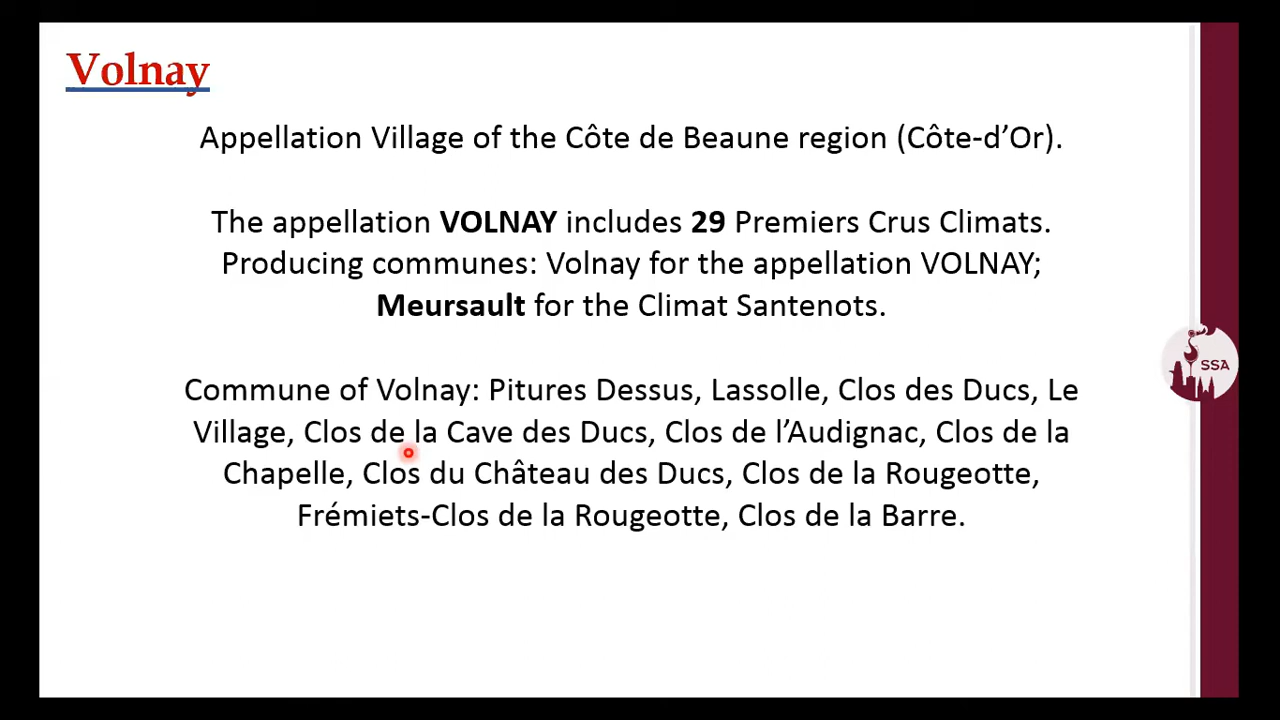 Volnay
Appellation Village of the Côte de Beaune region (Côte-d’Or).
The appellation VOLNAY includes 29 Premiers Crus Climats.
Producing communes: Volnay for the appellation VOLNAY;
Meursault for the Climat Santenots.
Commune of Volnay: Pitures Dessus, Lassolle, Clos des Ducs, Le
Village, Clos de la Cave des Ducs, Clos de l’Audignac, Clos de la
Chapelle, Clos du Château des Ducs, Clos de la Rougeotte,
Frémiets-Clos de la Rougeotte, Clos de la Barre.
SSA